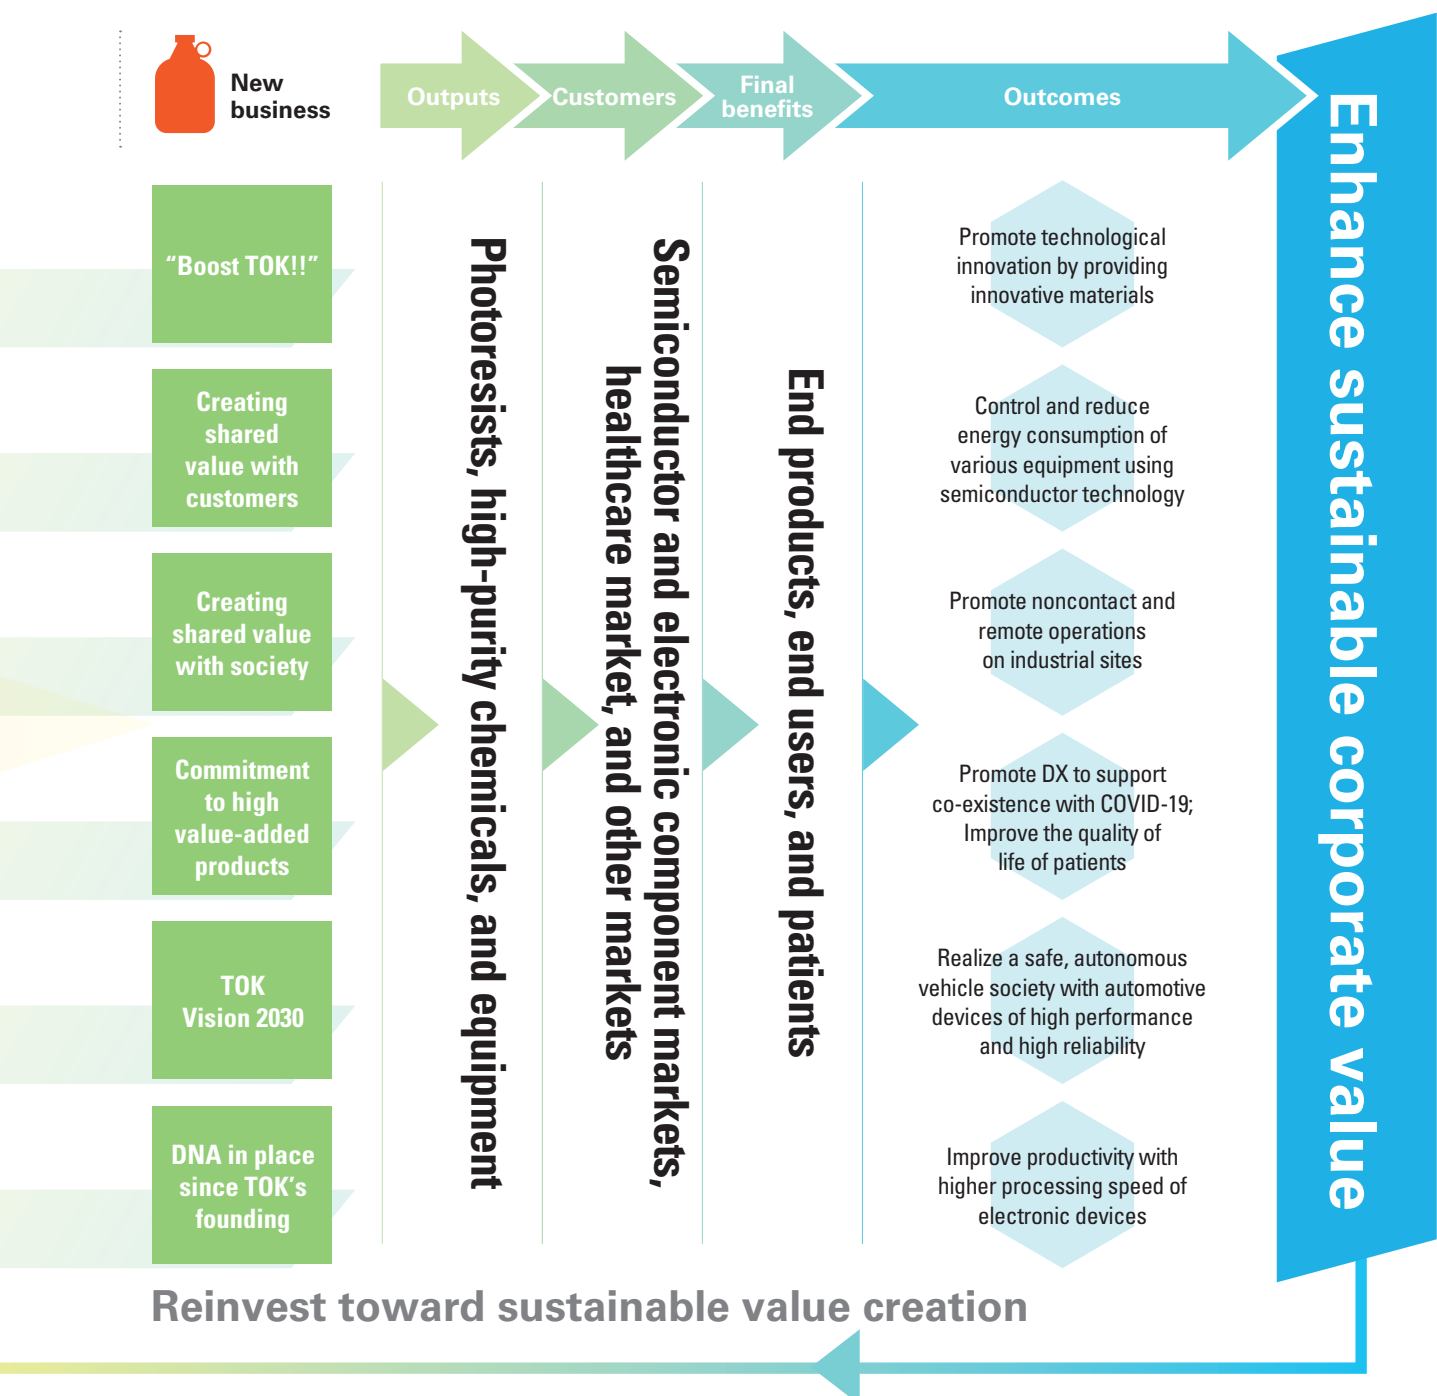 New
business
Outputs
Customers
Final
benefits
Outcomes
“Boost TOK!!”
Creating
shared
value with
customers
Creating
shared value
with society
Commitment
to high
value-added
products
TOK
Vision 2030
DNA in place
since TOK’s
founding
Photoresists, high-purity chemicals, and equipment
Semiconductor and electronic component markets,
healthcare market, and other markets
End products, end users, and patients
Promote technological
innovation by providing
innovative materials
Control and reduce
energy consumption of
various equipment using
semiconductor technology
Promote noncontact and
remote operations
on industrial sites
Promote DX to support
co-existence with COVID-19;
Improve the quality of
life of patients
Realize a safe, autonomous
vehicle society with automotive
devices of high performance
and high reliability
Improve productivity with
higher processing speed of
electronic devices
Enhance sustainable corporate value
Reinvest toward sustainable value creation